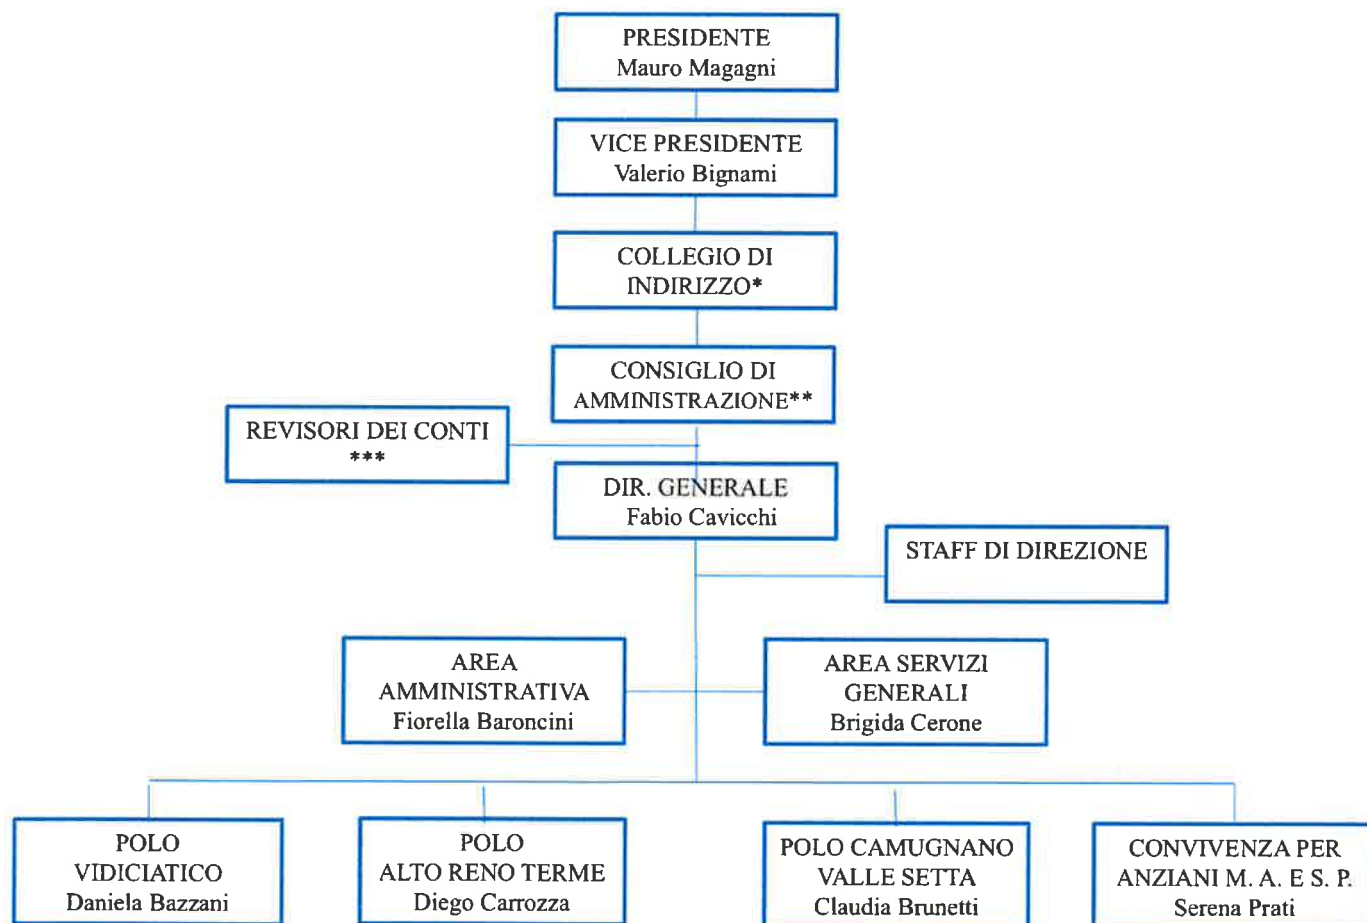 PRESIDENTE
Mauro Magagni
VICE PRESIDENTE
Valerio Bignami
COLLEGIO DI
INDIRIZZO*
CONSIGLIO DI
AMMINISTRAZIONE**
REVISORI DEI CONTI
***
DIR. GENERALE
Fabio Cavicchi
STAFF DI DIREZIONE
AREA
AMMINISTRATIVA
Fiorella Baroncini
AREA SERVIZI
GENERALI
Brigida Cerone
POLO
VIDICIATICO
Daniela Bazzani
POLO
ALTO RENO TERME
Diego Carrozza
POLO CAMUGNANO
VALLE SETTA
Claudia Brunetti
CONVIVENZA PER
ANZIANI M. A. E S. P.
Serena Prati